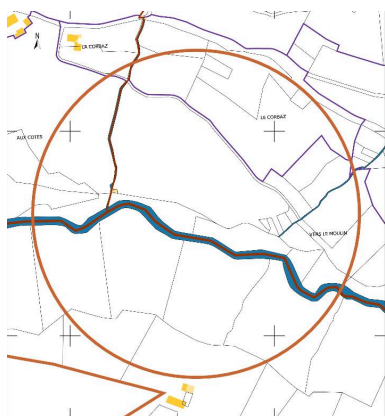 N
LA CORBAZ
LE CORBAZ
AUX COTES
VERS LE MOULIN